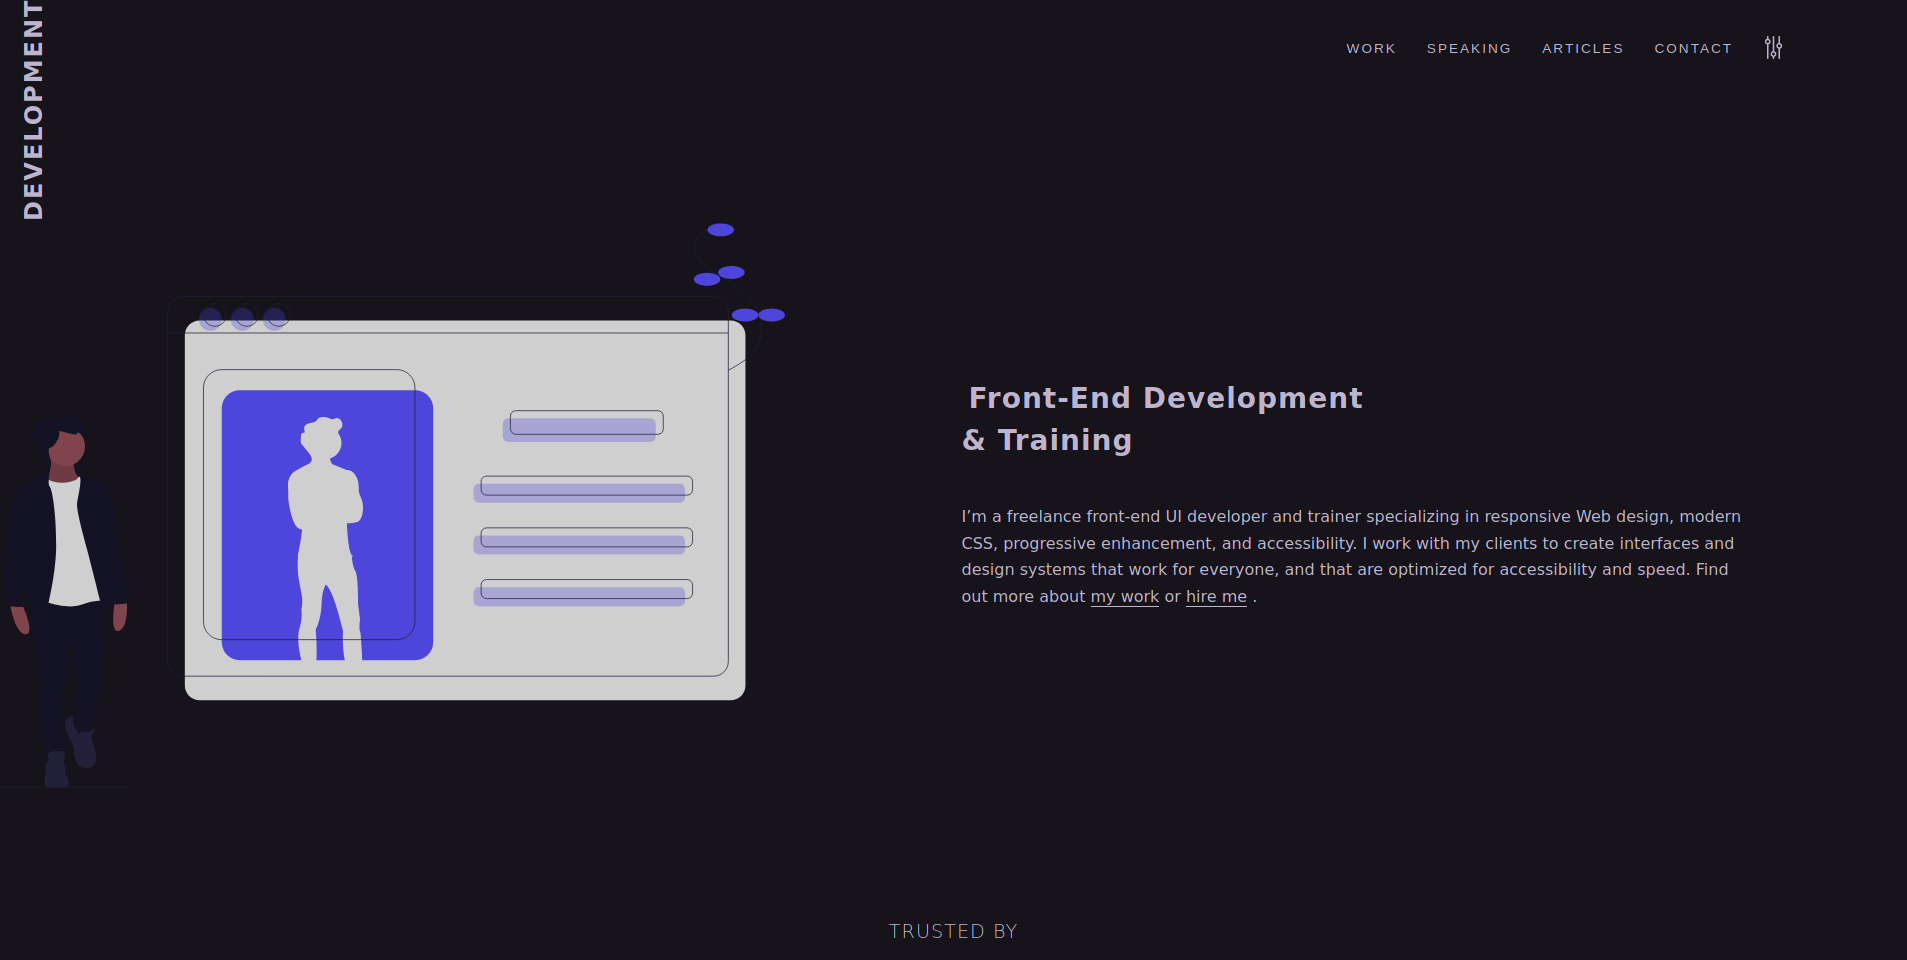 DEVELOPMENT
WORK SPEAKING ARTICLES CONTACT
Front-End Development
& Training
I’m a freelance front-end UI developer and trainer specializing in responsive Web design, modern
CSS, progressive enhancement, and accessibility. I work with my clients to create interfaces and
design systems that work for everyone, and that are optimized for accessibility and speed. Find
out more about my work or hire me .
TRUSTED BY